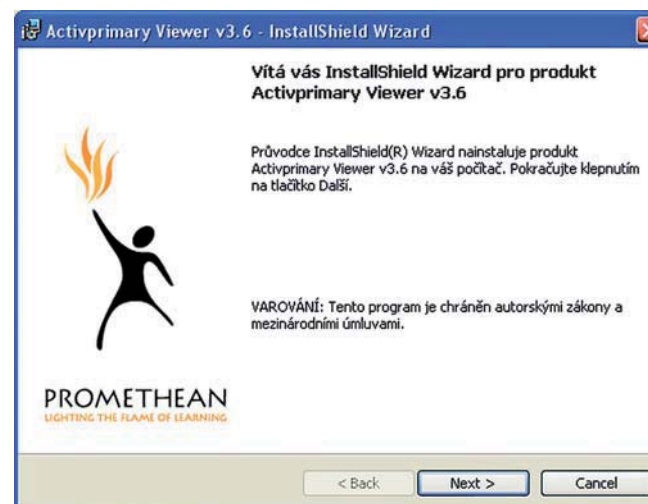 Activprimary Viewer v3.6 - InstallShield Wizard
Vítá vás InstallShield Wizard pro produkt
Activprimary Viewer v3.6
Průvodce InstallShield(R) Wizard nainstaluje produkt
Activprimary Viewer v3.6 na váš počítač. Pokračujte klepnutím
na tlačítko Další.
VAROVÁNÍ: Tento program je chráněn autorskými zákony a
mezinárodními úmluvami.
PROMETHEAN
LIGHTING THE FLAME OF LEARNING
< Back
Next >
Cancel